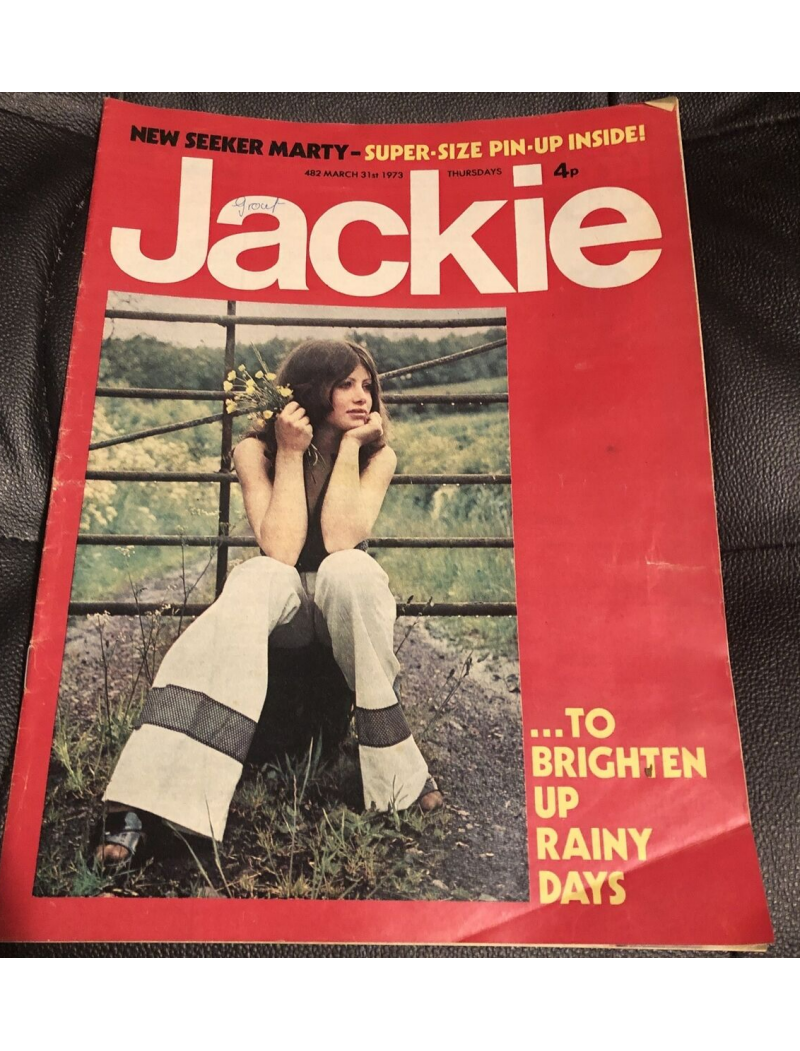 NEW SEEKER MARTY-SUPER-SIZE PIN-UP INSIDE!
482 MARCH 31st 1973 THURSDAYS 4p
Jackie
...TO
BRIGHTEN
UP
RAINY
DAYS